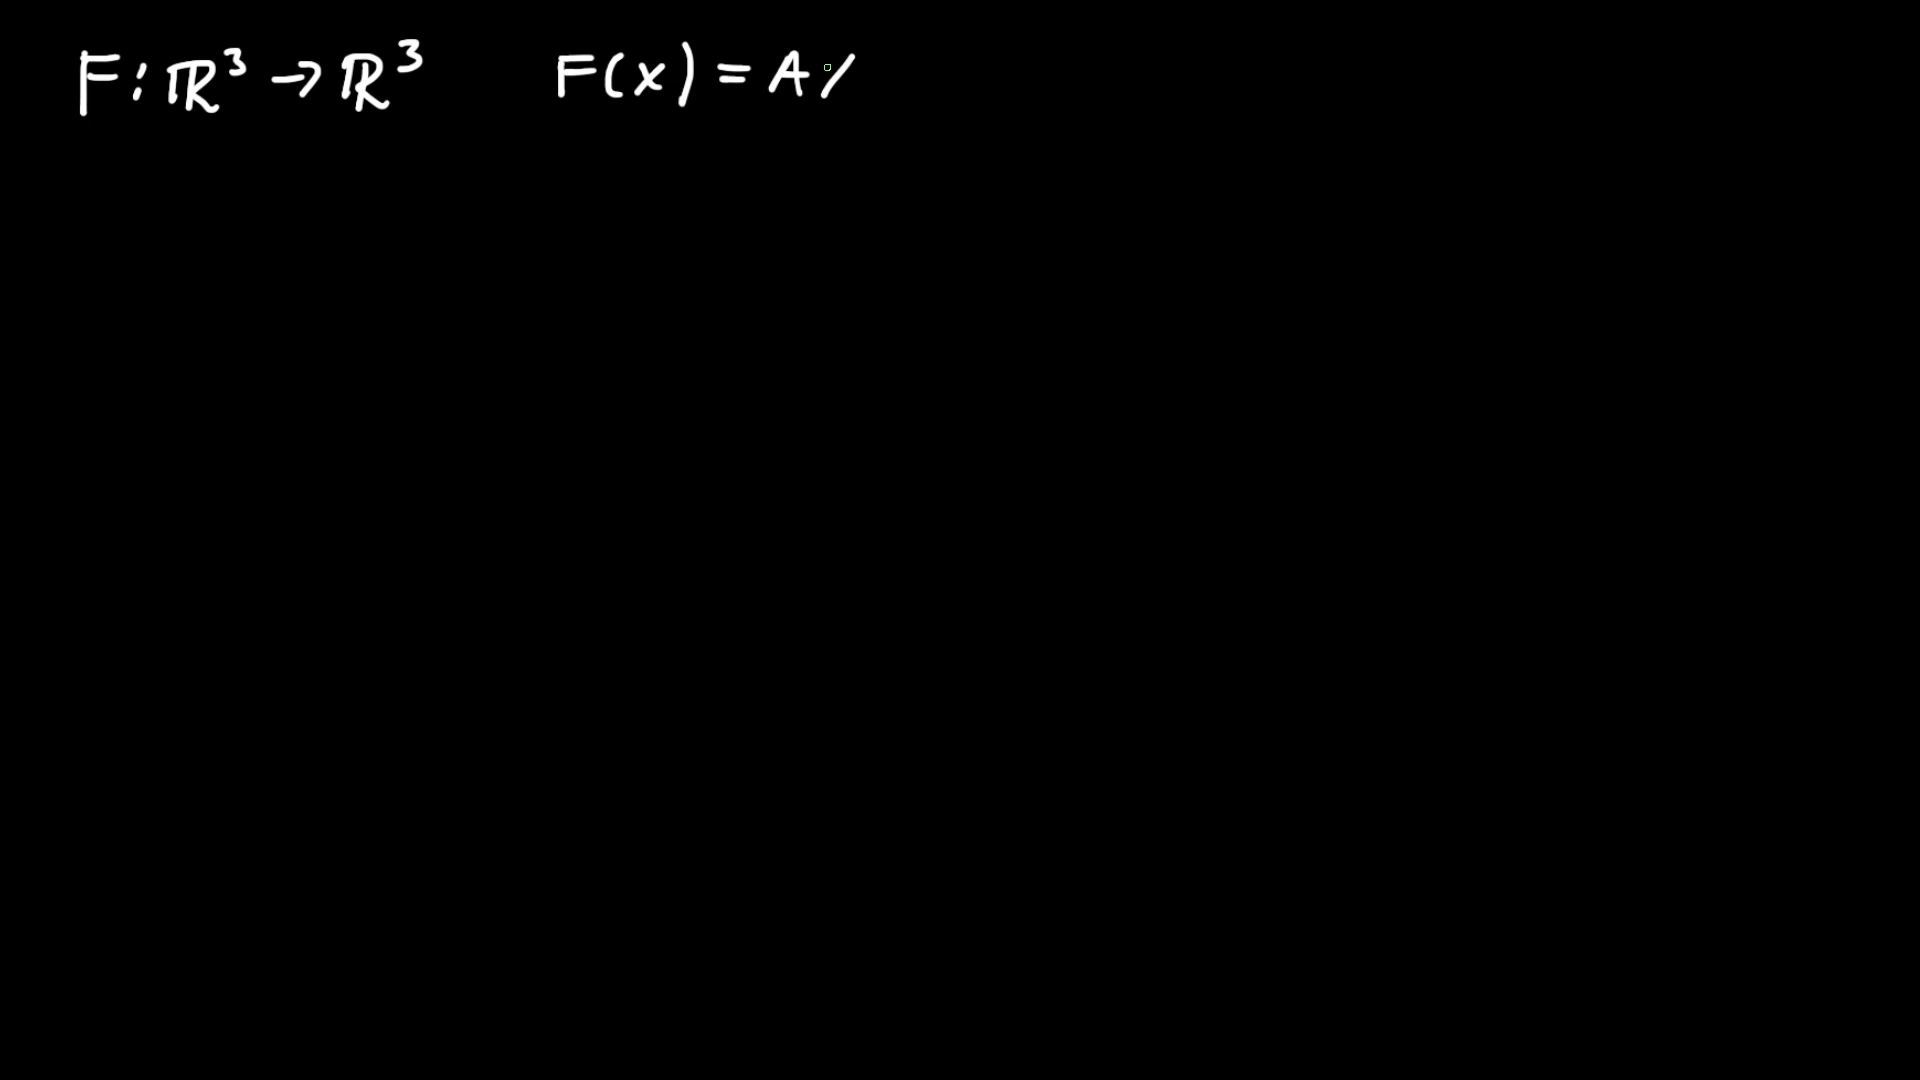 F: ℝ³ → ℝ³ F(x) = A /